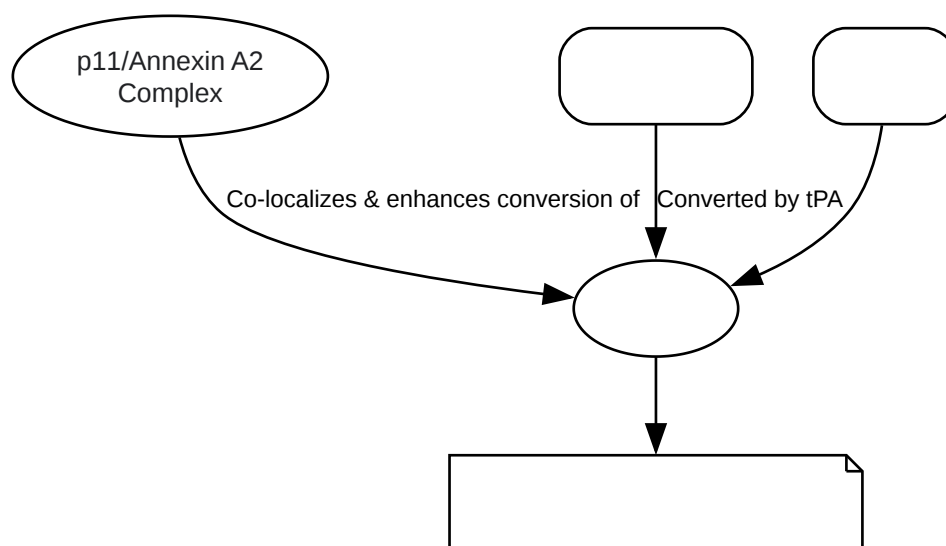 p11/Annexin A2
Complex
Co-localizes & enhances conversion of
Converted by tPA